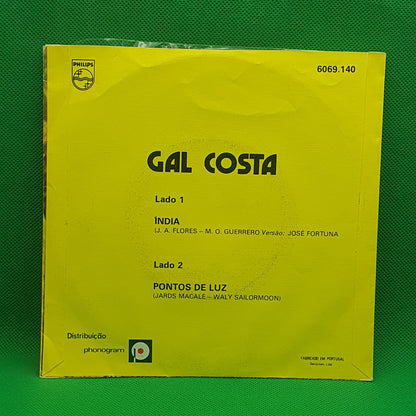 PHILIPS
6069.140
GAL COSTA
Lado 1
ÍNDIA
(J. A. FLORES – M. O. GUERRERO Versão: JOSÉ FORTUNA
Lado 2
PONTOS DE LUZ
(JARDS MACALÉ – WALY SAILORMOON)
Distribuição
phonogram
FABRICADO EM PORTUGAL